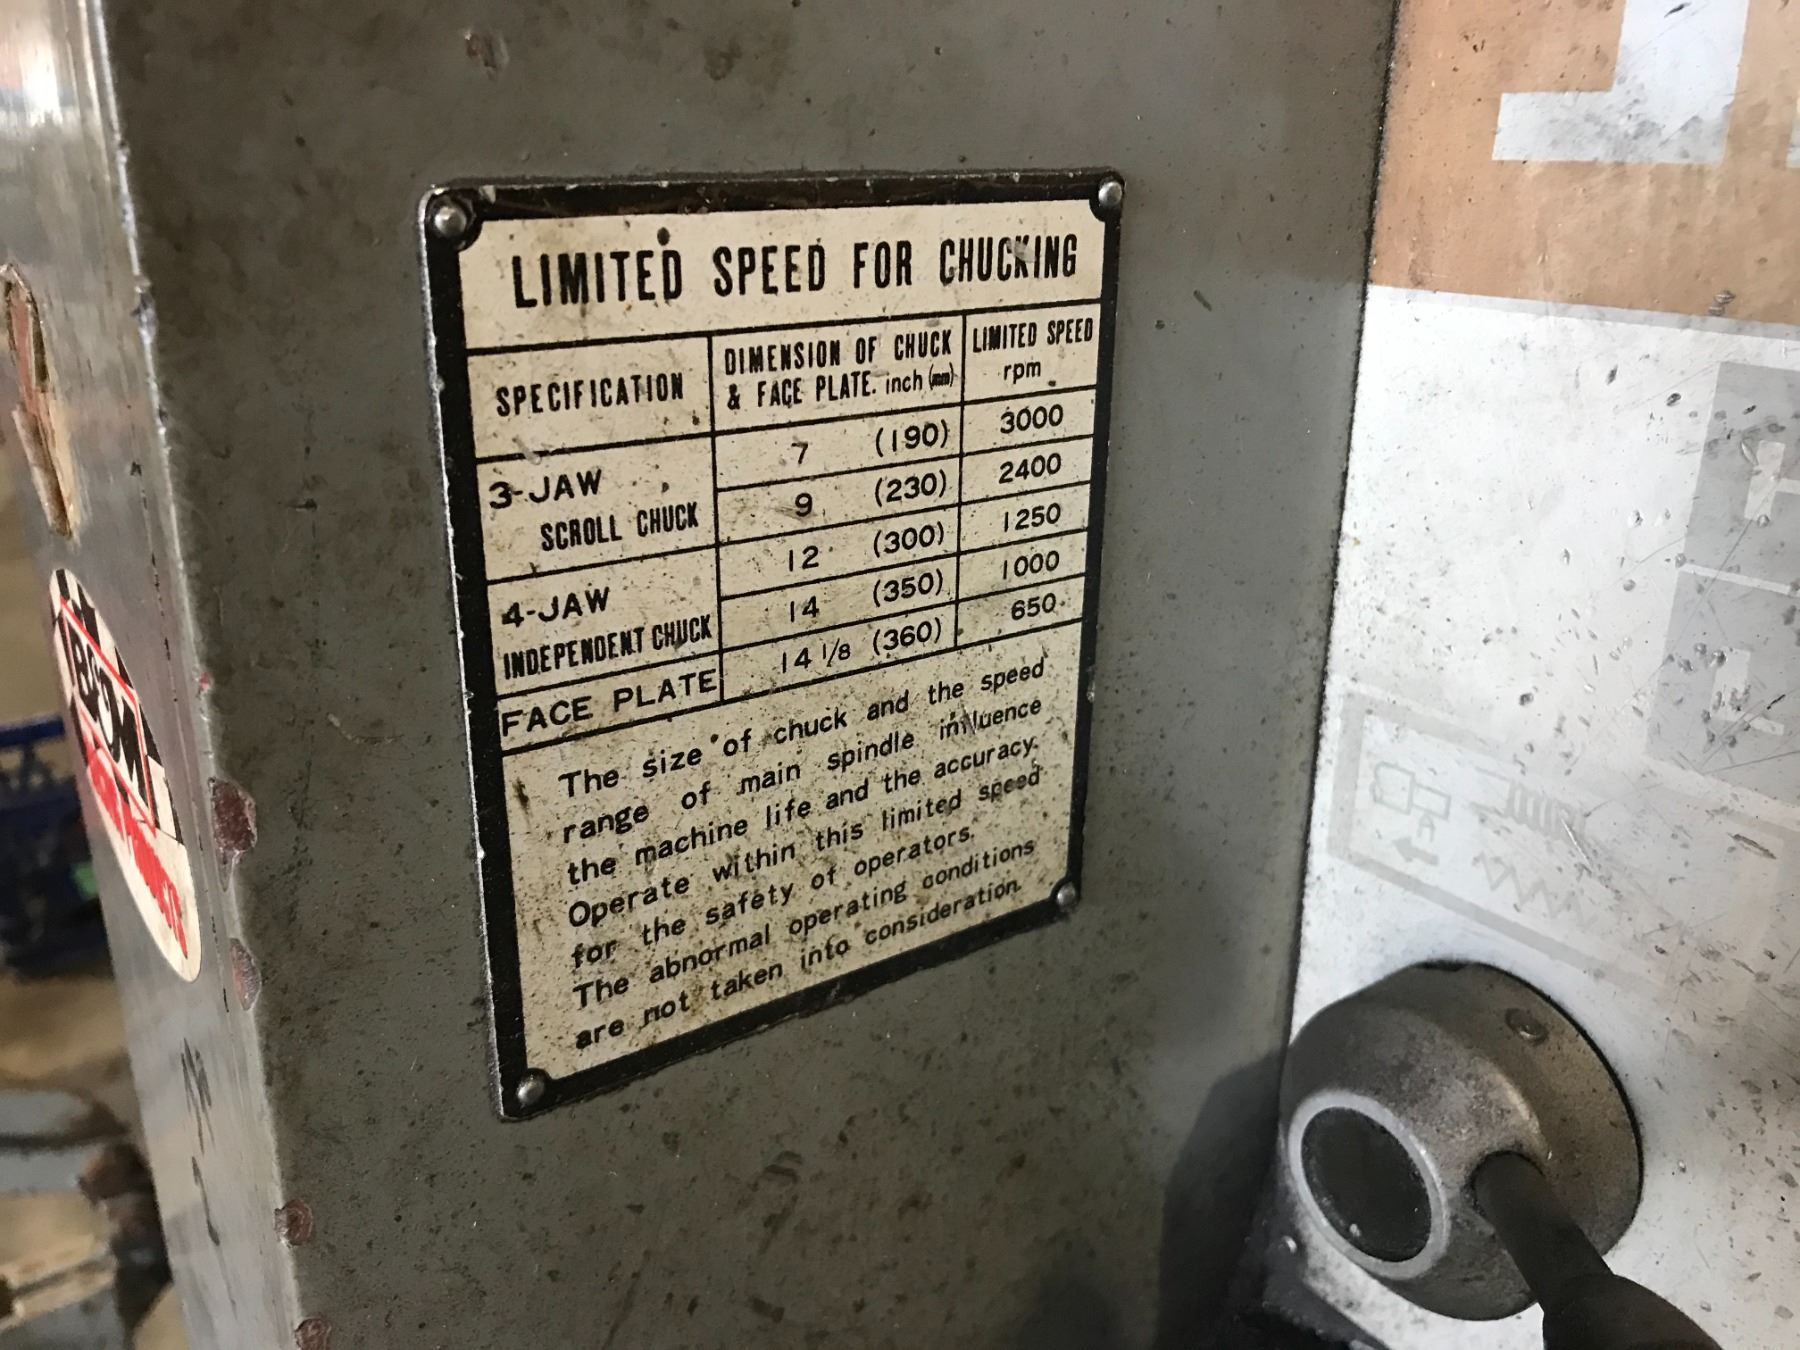 LIMITED SPEED FOR CHUCKING
SPECIFICATION
DIMENSION OF CHUCK
& FACE PLATE. inch (mm)
LIMITED SPEED
rpm
3-JAW
SCROLL CHUCK
7 (190) 3000
9 (230) 2400
4-JAW
INDEPENDENT CHUCK
12 (300) 1250
14 (350) 1000
FACE PLATE 14 1/8 (360) 650
The size of chuck and the speed
range of main spindle influence
the machine life and the accuracy.
Operate within this limited speed
for the safety of operators.
The abnormal operating conditions
are not taken into consideration.